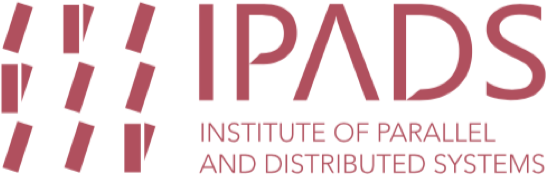 IPADS
INSTITUTE OF PARALLEL
AND DISTRIBUTED SYSTEMS